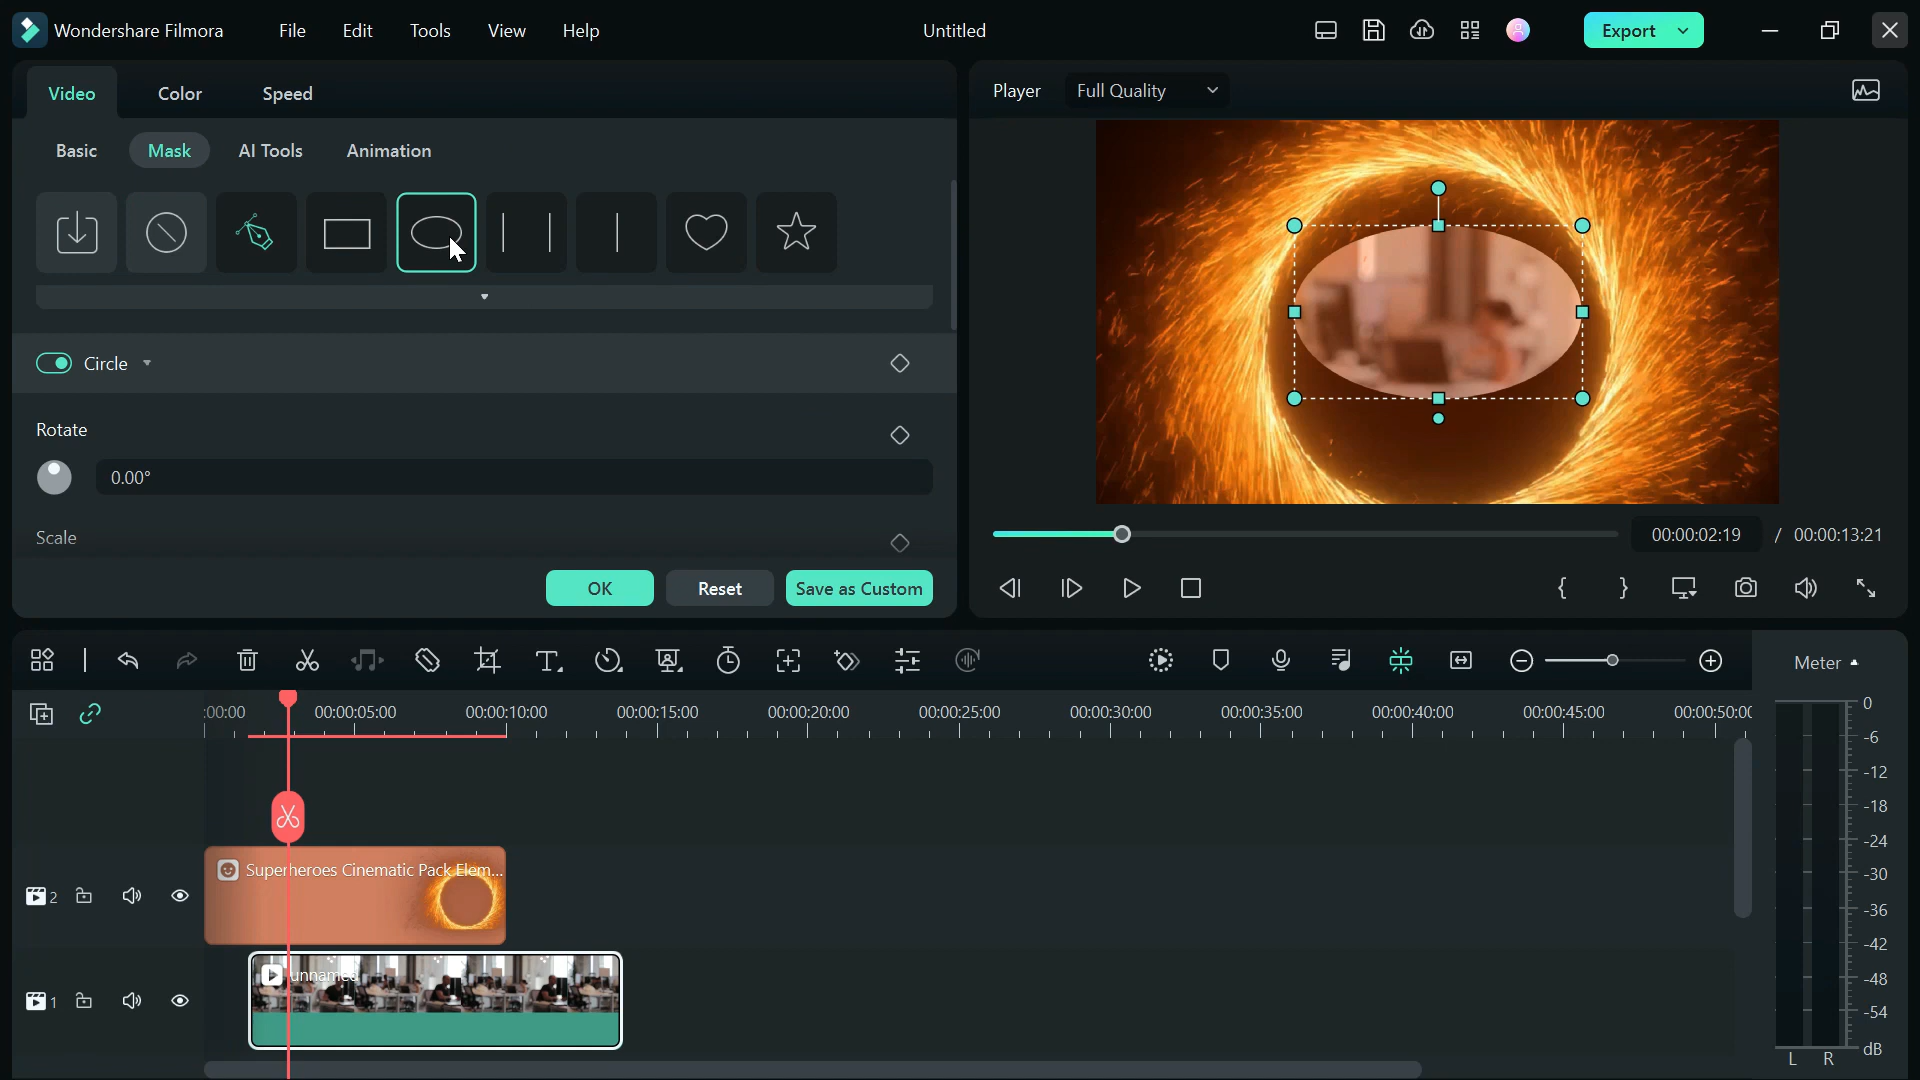 Wondershare Filmora
File
Edit
Tools
View
Help
Untitled
Export
Video
Color
Speed
Player
Full Quality
Basic
Mask
AI Tools
Animation
Circle
Rotate
0.00°
Scale
OK
Reset
Save as Custom
00:00:02:19 / 00:00:13:21
Meter
:00:00
00:00:05:00
00:00:10:00
00:00:15:00
00:00:20:00
00:00:25:00
00:00:30:00
00:00:35:00
00:00:40:00
00:00:45:00
00:00:50:0
0
-6
-12
-18
-24
-30
-36
-42
-48
-54
dB
L R
2
Superheroes Cinematic Pack Elem...
1
unnamed